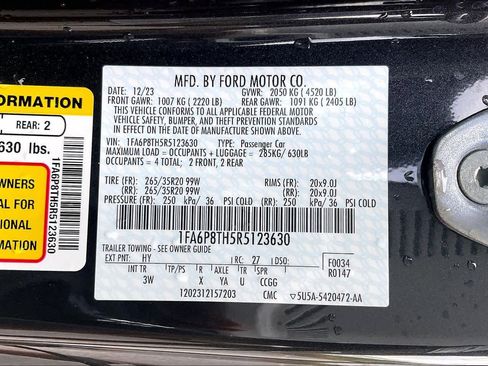 FORMATION
REAR: 2
630 lbs.
WNERS
al for
tional
mation
1FA6P8TH5R5123630
MFD. BY FORD MOTOR CO.
12/23 GVWR: 2050 KG ( 4520 LB)
FRONT GAWR: 1007 KG ( 2220 LB) REAR GAWR: 1091 KG ( 2405 LB)
THIS VEHICLE CONFORMS TO ALL APPLICABLE FEDERAL MOTOR
VEHICLE SAFETY, BUMPER, AND THEFT PREVENTION STANDARDS IN
EFFECT ON THE DATE OF MANUFACTURE SHOWN ABOVE.
VIN: 1FA6P8TH5R5123630 TYPE: Passenger Car
MAXIMUM LOAD = OCCUPANTS + LUGGAGE = 285KG/ 630LB
OCCUPANTS = 4 TOTAL: 2 FRONT, 2 REAR
TIRE (FR): 265/35R20 99W RIMS(FR): 20x9.0J
TIRE (RR): 265/35R20 99W RIMS(RR): 20x9.0J
PRESSURE (FR): 250 kPa/ 36 PSI COLD (RR): 250 kPa/ 36 PSI COLD
1FA6P8TH5R5123630
TRAILER TOWING - SEE OWNER GUIDE
EXT PNT: HY RC: 27 DSO: F0034
INT TR TP/PS R AXLE TR SPR R0147
3W X YA U CCGG
1202312157203 CMC 5U5A-5420472-AA